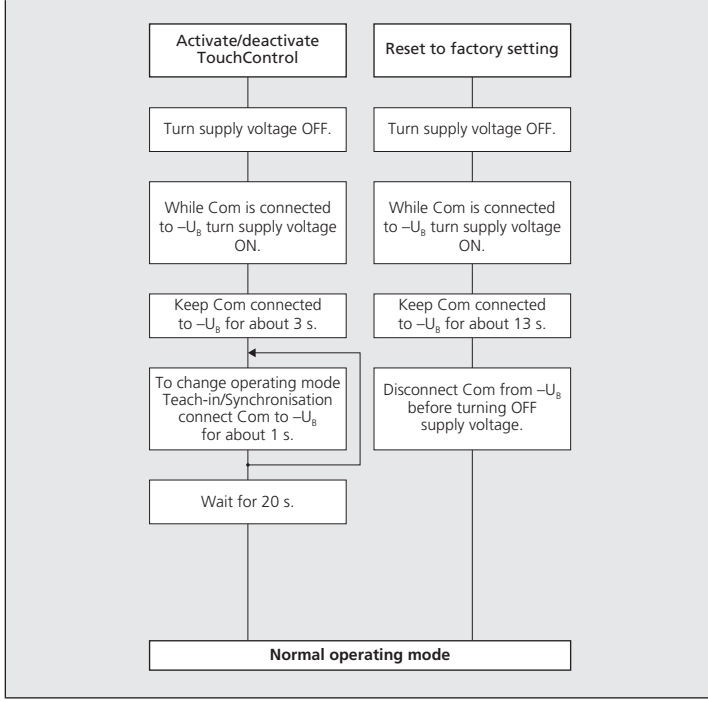 Activate/deactivate
TouchControl
Turn supply voltage OFF.
While Com is connected
to –U_B turn supply voltage
ON.
Keep Com connected
to –U_B for about 3 s.
To change operating mode
Teach-in/Synchronisation
connect Com to –U_B
for about 1 s.
Wait for 20 s.
Reset to factory setting
Turn supply voltage OFF.
While Com is connected
to –U_B turn supply voltage
ON.
Keep Com connected
to –U_B for about 13 s.
Disconnect Com from –U_B
before turning OFF
supply voltage.
Normal operating mode